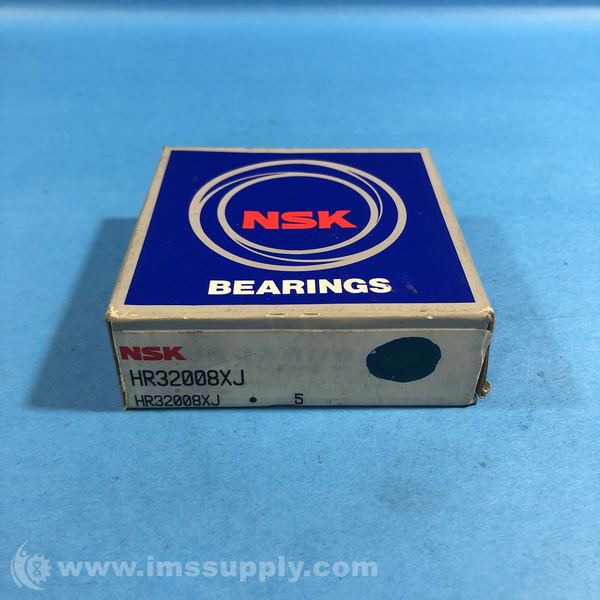 NSK
BEARINGS
NSK
HR32008XJ
HR32008XJ * 5
www.imssupply.com